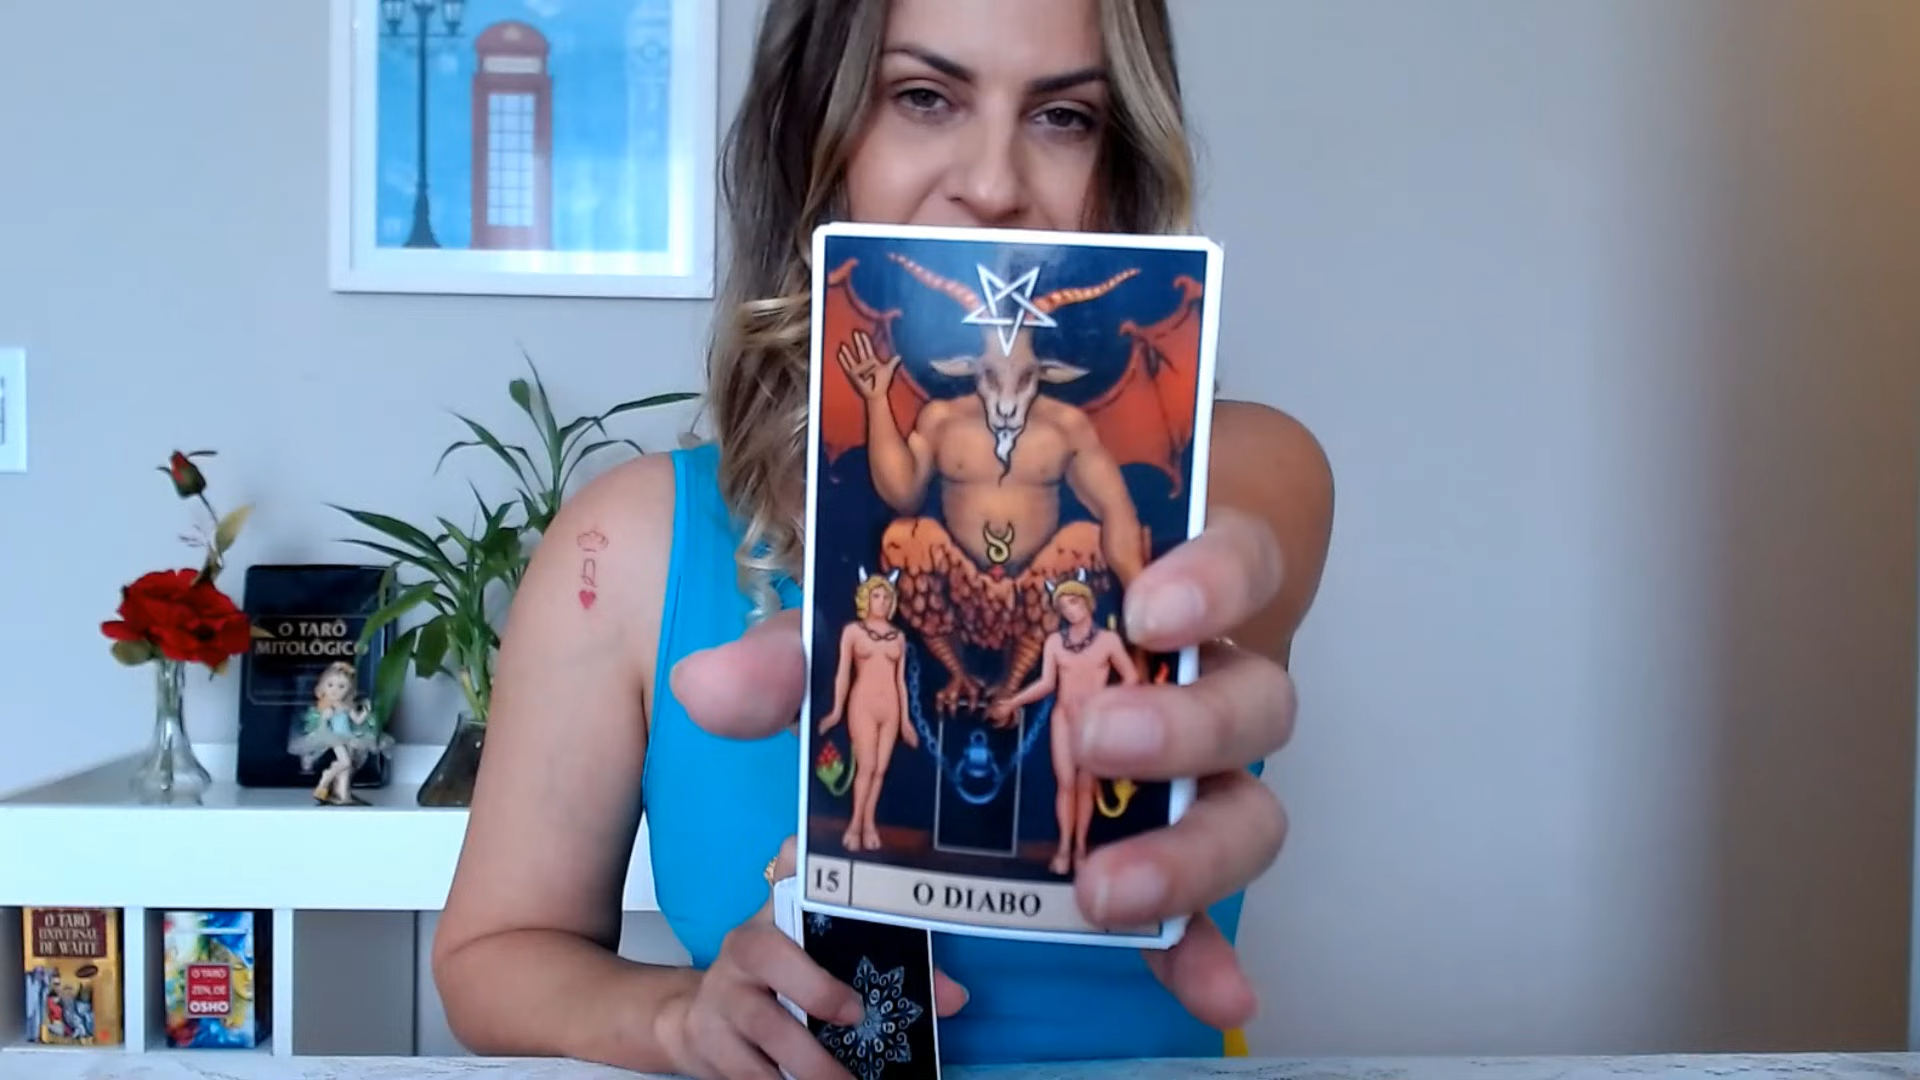 O TARÔ
MITOLÓGICO
15
O DIABO
O TARÔ
UNIVERSAL
DE WAITE
O TARÔ
ZEN, DE
OSHO